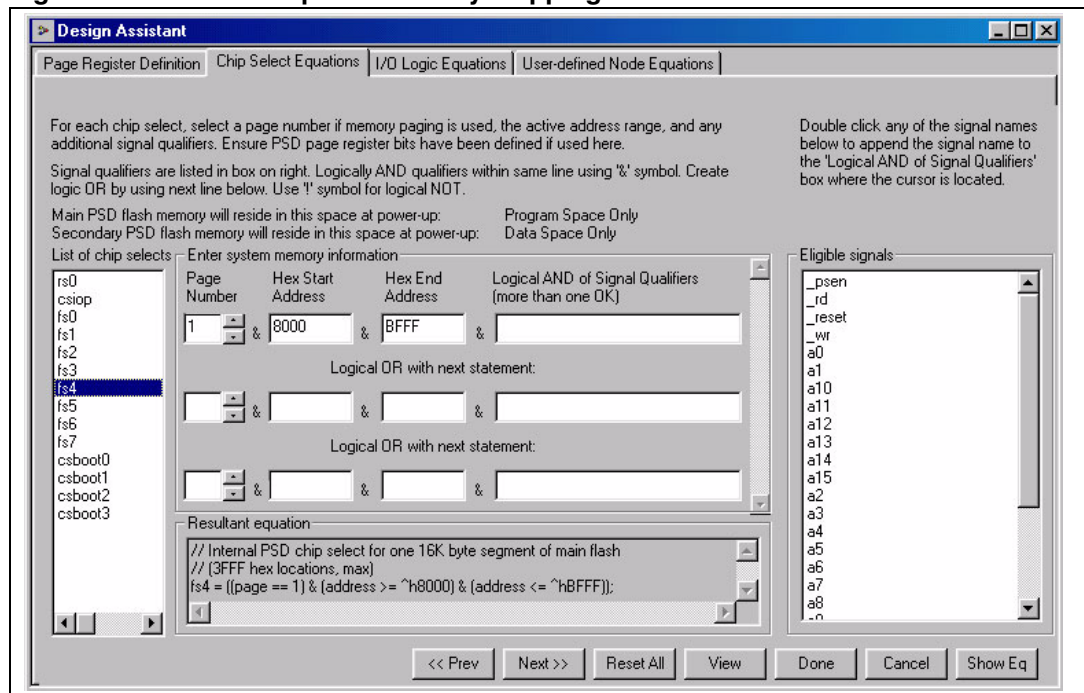 Design Assistant
Page Register Definition Chip Select Equations I/O Logic Equations User-defined Node Equations
For each chip select, select a page number if memory paging is used, the active address range, and any
additional signal qualifiers. Ensure PSD page register bits have been defined if used here.
Signal qualifiers are listed in box on right. Logically AND qualifiers within same line using '&' symbol. Create
logic OR by using next line below. Use '!' symbol for logical NOT.
Main PSD flash memory will reside in this space at power-up: Program Space Only
Secondary PSD flash memory will reside in this space at power-up: Data Space Only
Double click any of the signal names
below to append the signal name to
the 'Logical AND of Signal Qualifiers'
box where the cursor is located.
List of chip selects
rs0
csiop
fs0
fs1
fs2
fs3
fs4
fs5
fs6
fs7
csboot0
csboot1
csboot2
csboot3
Enter system memory information
Page Hex Start Hex End Logical AND of Signal Qualifiers
Number Address Address (more than one OK)
1 & 8000 & BFFF &
Logical OR with next statement:
& & &
Logical OR with next statement:
& & &
Resultant equation
// Internal PSD chip select for one 16K byte segment of main flash
// (3FFF hex locations, max)
fs4 = ((page == 1) & (address >= ^h8000) & (address <= ^hBFFF));
Eligible signals
_psen
_rd
_reset
_wr
a0
a1
a10
a11
a12
a13
a14
a15
a2
a3
a4
a5
a6
a7
a8
<< Prev Next >> Reset All View Done Cancel Show Eq